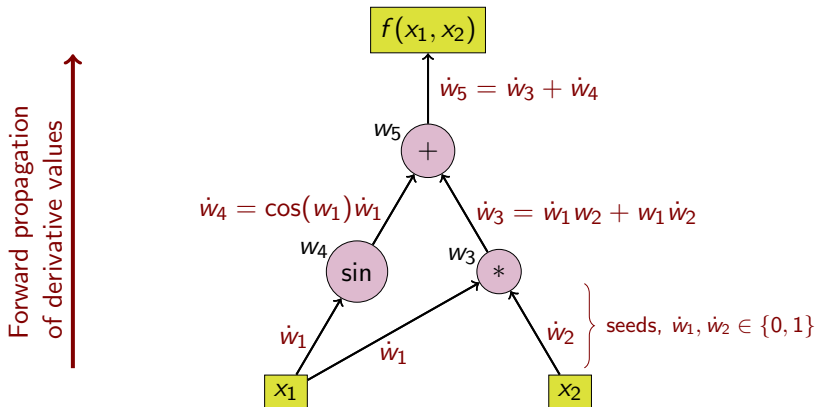 f(x₁, x₂)
ẇ₅ = ẇ₃ + ẇ₄
w₅
+
ẇ₄ = cos(w₁)ẇ₁
ẇ₃ = ẇ₁w₂ + w₁ẇ₂
w₄
sin
w₃
*
ẇ₁
ẇ₁
ẇ₂
seeds, ẇ₁, ẇ₂ ∈ {0, 1}
x₁
x₂
Forward propagation
of derivative values